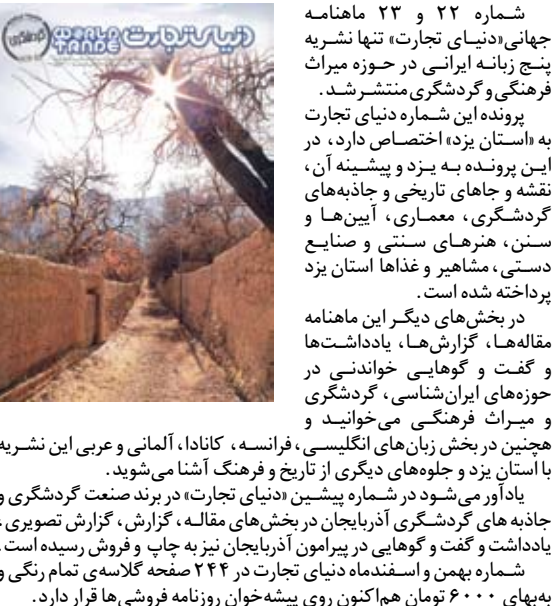 شماره ۲۲ و ۲۳ ماهنامه
جهانی«دنیای تجارت» تنها نشریه
پنج زبانه ایرانی در حوزه میراث
فرهنگی و گردشگری منتشر شد.
پرونده این شماره دنیای تجارت
به «استان یزد» اختصاص دارد، در
این پرونده به یزد و پیشینه آن،
نقشه و جاهای تاریخی و جاذبه‌های
گردشگری، معماری، آیین‌ها و
سنن، هنرهای سنتی و صنایع
دستی، مشاهیر و غذاها استان یزد
پرداخته شده است.
در بخش‌های دیگر این ماهنامه
مقاله‌ها، گزارش‌ها، یادداشت‌ها
و گفت و گوهایی خواندنی در
حوزه‌های ایران‌شناسی، گردشگری
و میراث فرهنگی می‌خوانید و
هچنین در بخش زبان‌های انگلیسی، فرانسه، کانادا، آلمانی و عربی این نشریه
با استان یزد و جلوه‌های دیگری از تاریخ و فرهنگ آشنا می‌شوید.
یادآور می‌شود در شماره پیشین «دنیای تجارت» در برند صنعت گردشگری و
جاذبه های گردشگری آذربایجان در بخش‌های مقاله، گزارش، گزارش تصویری،
یادداشت و گفت و گوهایی در پیرامون آذربایجان نیز به چاپ و فروش رسیده است.
شماره بهمن و اسفندماه دنیای تجارت در ۲۴۴ صفحه گلاسه‌ی تمام رنگی و
به‌بهای ۶۰۰۰ تومان هم‌اکنون روی پیشه‌خوان روزنامه فروشی‌ها قرار دارد.
دنیای تجارت
WORLD
TRADE
گردشگری